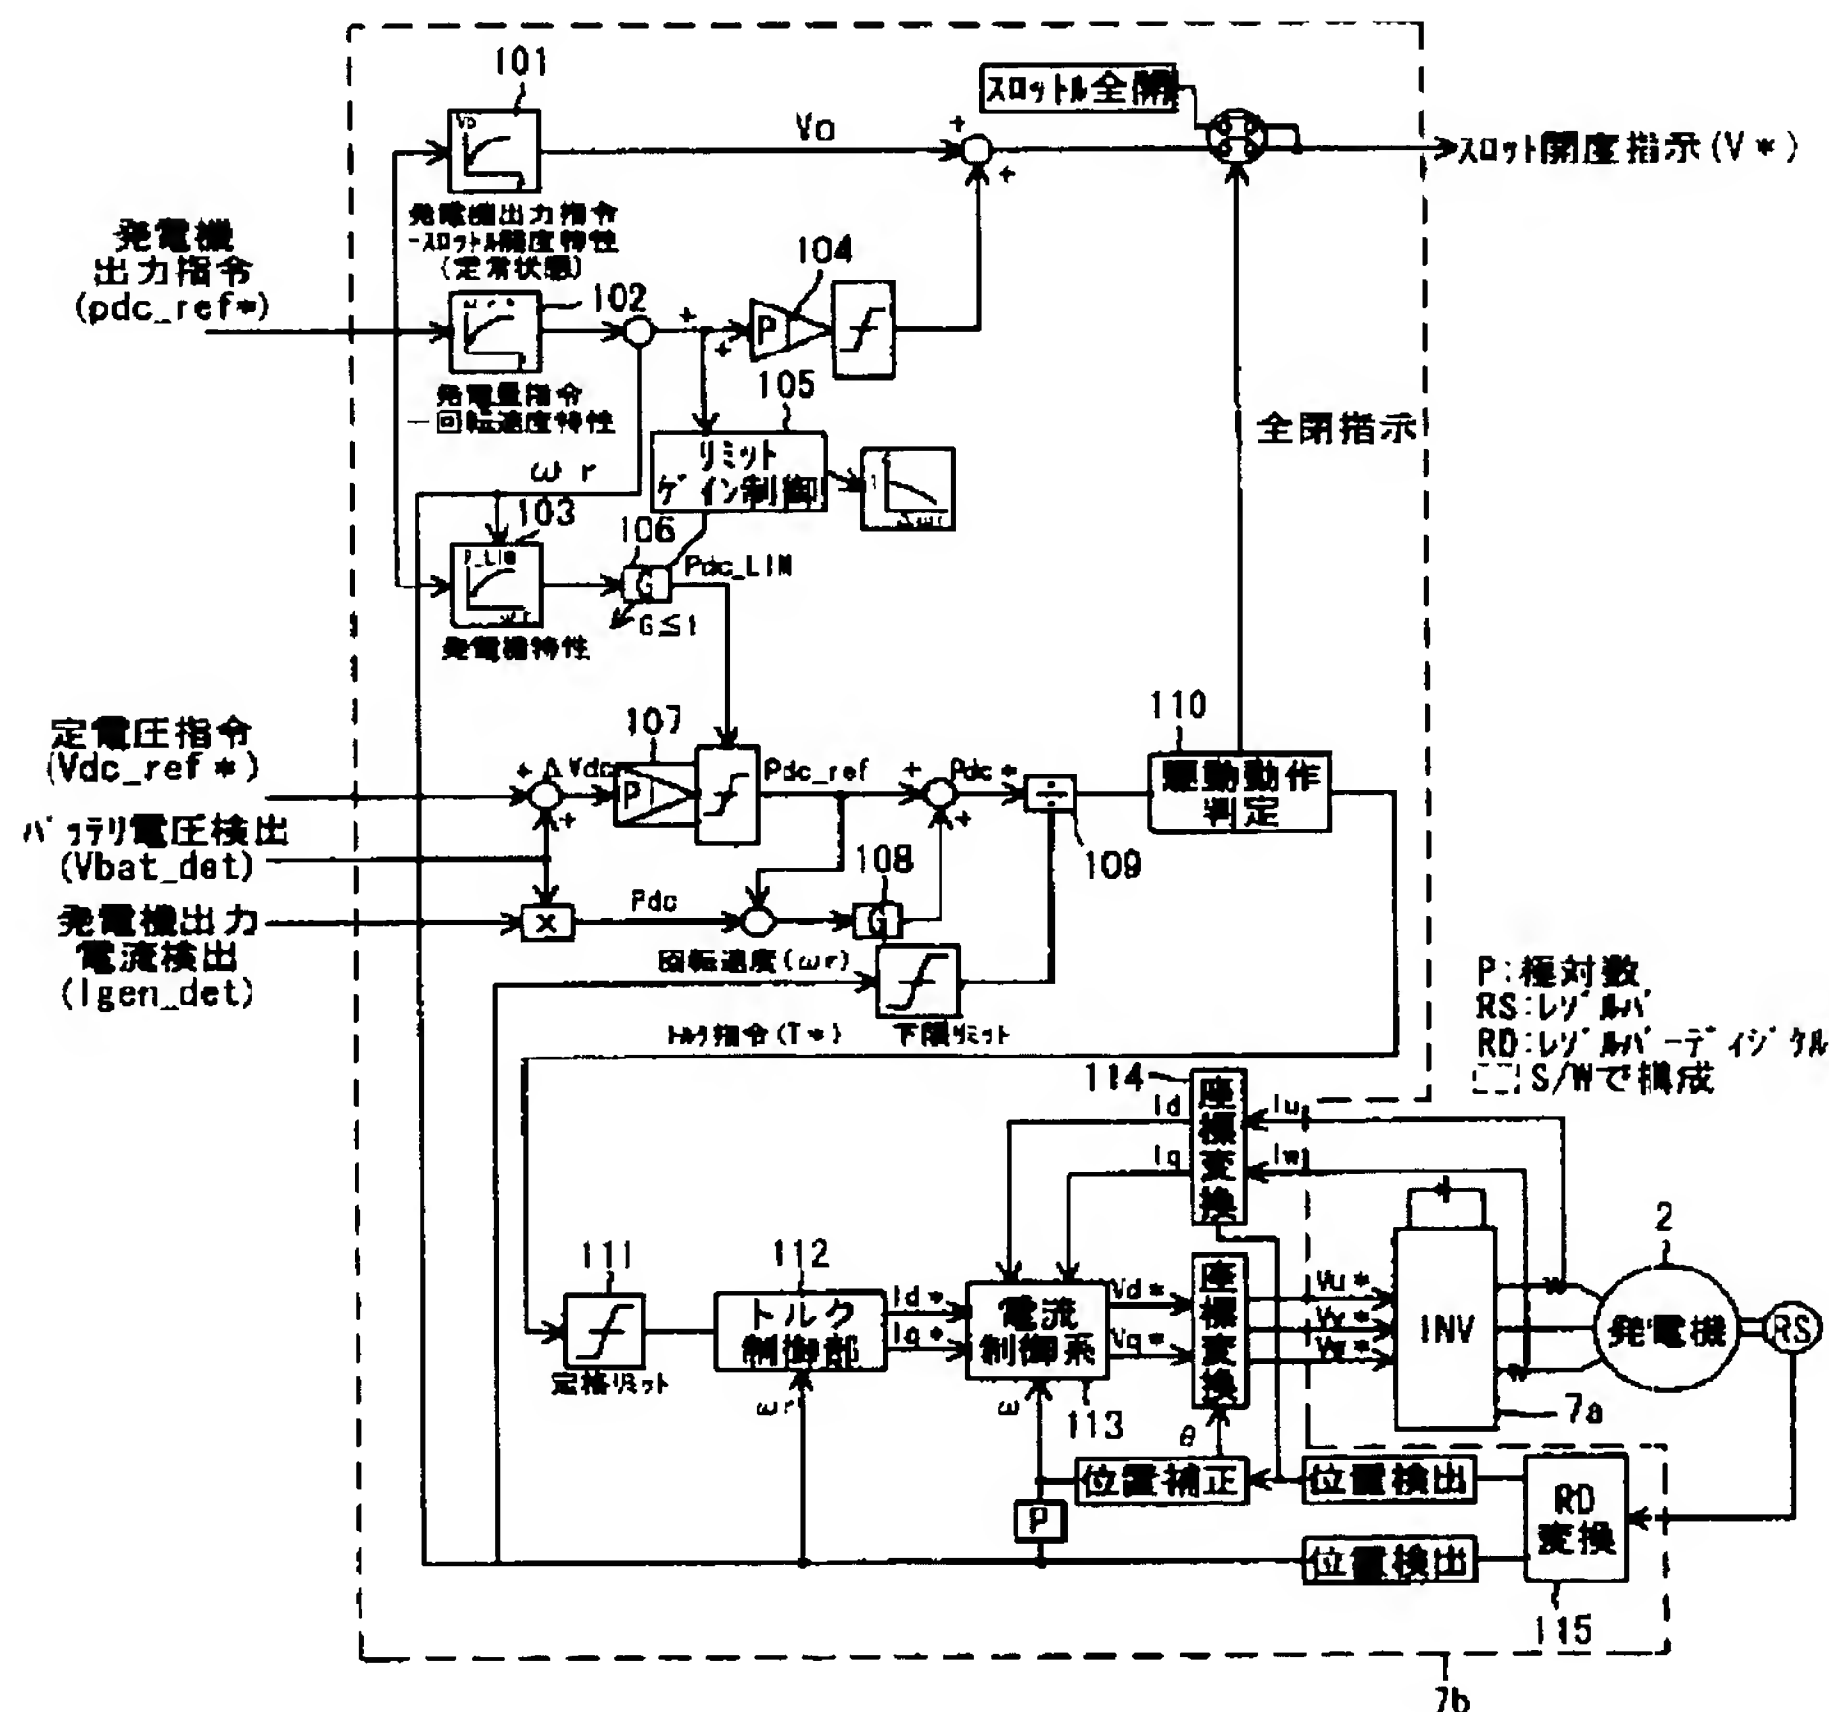 101
スロットル全開
Vo
+
+
スロット開度指示(V*)
発電機出力指令
-スロットル開度特性
(定常状態)
発電機
出力指令
(pdc_ref*)
102
+
+
104
P
発電量指令
一回転速度特性
105
リミット
ゲイン制御
全閉指示
ωr
103
P_LIM
ωr
発電機特性
106
G
Pdc_LIM
G≦1
定電圧指令
(Vdc_ref*)
バッテリ電圧検出
(Vbat_det)
発電機出力
電流検出
(Igen_det)
+
ΔVdc
+
107
P
Pdc_ref
+
Pdc*
+
÷
109
110
駆動動作
判定
×
Pdc
108
G
回転速度(ωr)
トルク指令(T*)
下限リミット
P:極対数
RS:レゾルバ
RD:レゾルバーディジタル
S/Wで構成
114
座標変換
Id
Iq
Iu
Iw
111
定格リミット
112
トルク
制御部
Id*
Iq*
ωr
電流
制御系
113
ω
Vd*
Vq*
座標変換
θ
Vu*
Vv*
Vw*
INV
7a
2
発電機
RS
位置補正
位置検出
P
位置検出
RD
変換
115
7b